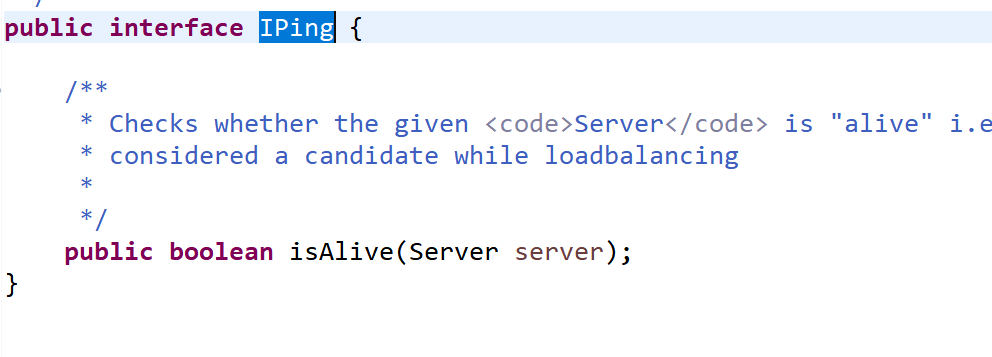 */
public interface IPing {
/**
* Checks whether the given <code>Server</code> is "alive" i.e
* considered a candidate while loadbalancing
*
*/
public boolean isAlive(Server server);
}